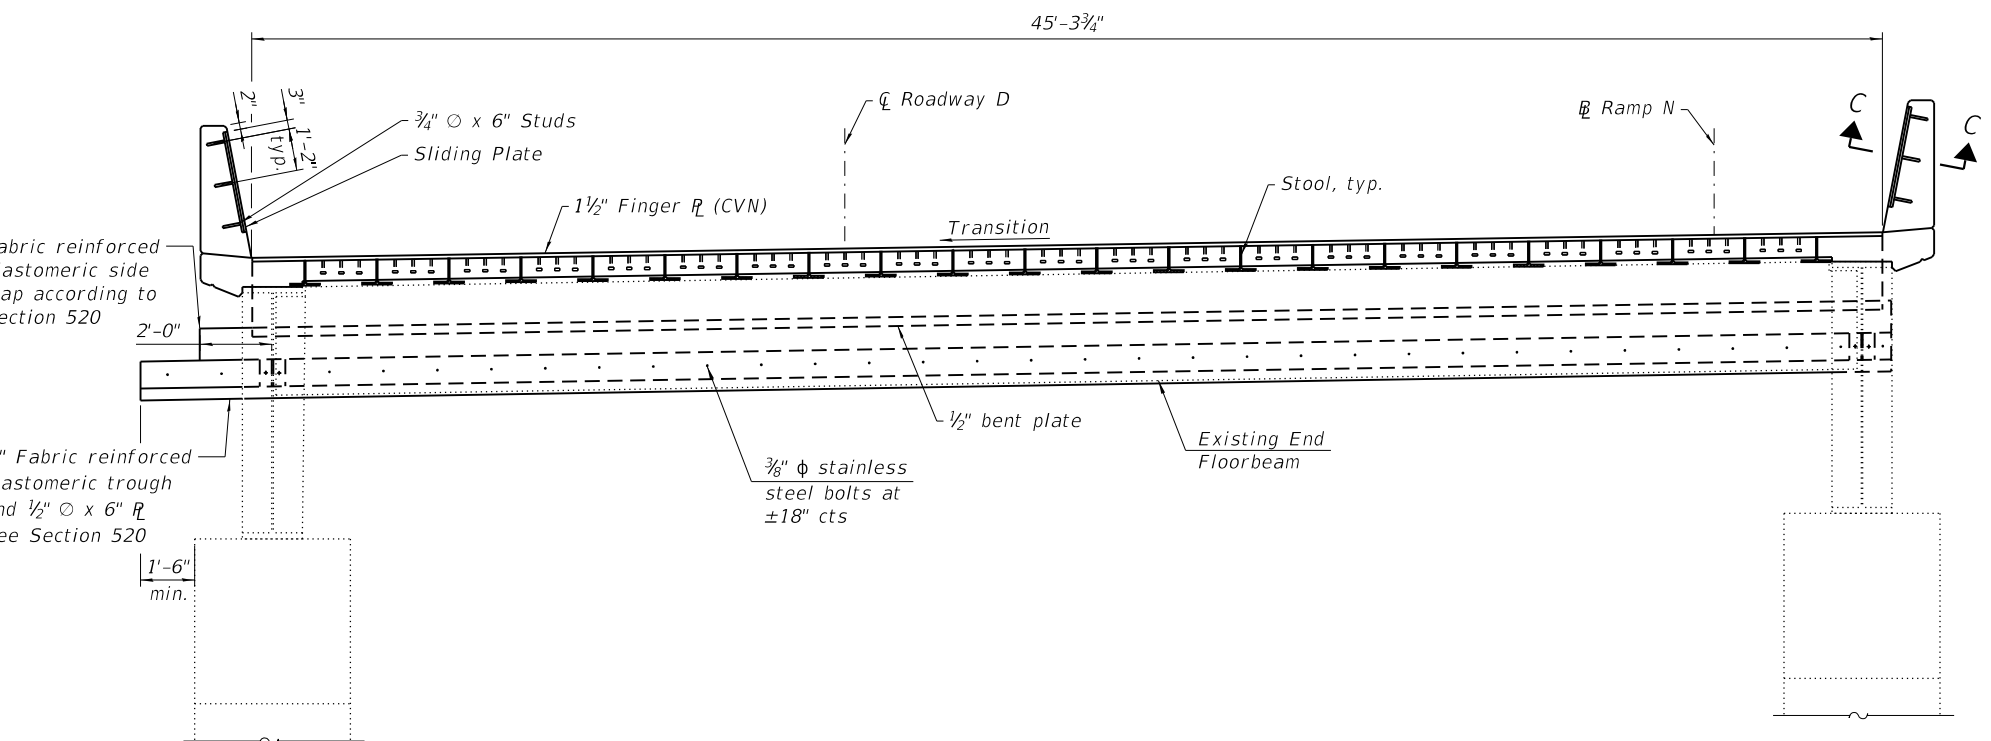 45'-3¾"
2"
3"
1'-2"
typ.
¾" ∅ x 6" Studs
Sliding Plate
1½" Finger ⅊ (CVN)
℄ Roadway D
Transition
Stool, typ.
Ramp N
C
C
abric reinforced
lastomeric side
ap according to
ection 520
2'-0"
" Fabric reinforced
astomeric trough
nd ½" ∅ x 6" ⅊
ee Section 520
1'-6"
min.
⅜" ϕ stainless
steel bolts at
±18" cts
½" bent plate
Existing End
Floorbeam